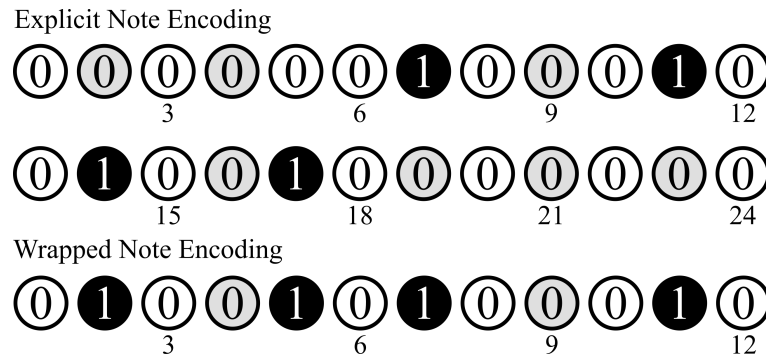 Explicit Note Encoding
0 0 0 0 0 0 1 0 0 0 1 0
3 6 9 12
0 1 0 0 1 0 0 0 0 0 0 0
15 18 21 24
Wrapped Note Encoding
0 1 0 0 1 0 1 0 0 0 1 0
3 6 9 12